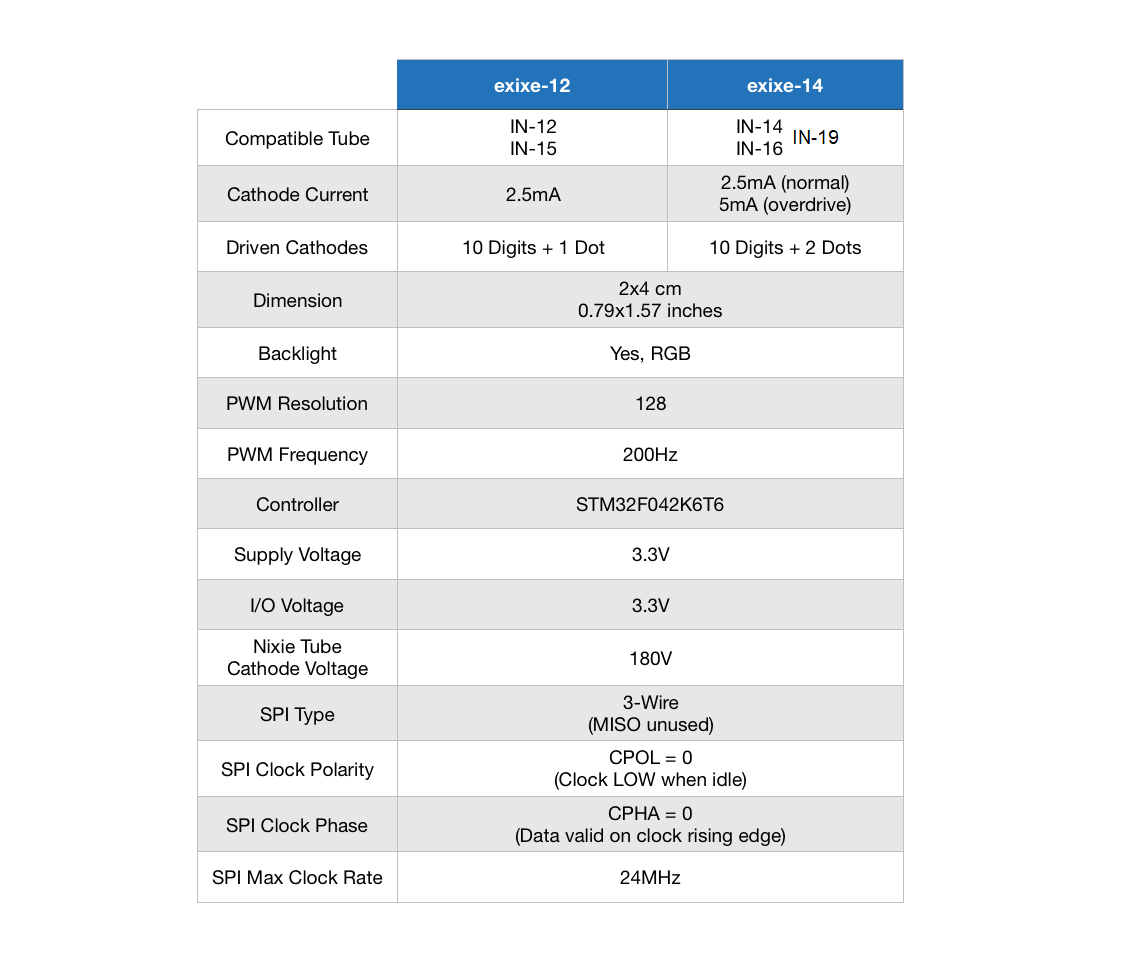 exixe-12 exixe-14
Compatible Tube
IN-12
IN-15
IN-14
IN-16
IN-19
Cathode Current
2.5mA
2.5mA (normal)
5mA (overdrive)
Driven Cathodes
10 Digits + 1 Dot
10 Digits + 2 Dots
Dimension
2x4 cm
0.79x1.57 inches
Backlight
Yes, RGB
PWM Resolution
128
PWM Frequency
200Hz
Controller
STM32F042K6T6
Supply Voltage
3.3V
I/O Voltage
3.3V
Nixie Tube
Cathode Voltage
180V
SPI Type
3-Wire
(MISO unused)
SPI Clock Polarity
CPOL = 0
(Clock LOW when idle)
SPI Clock Phase
CPHA = 0
(Data valid on clock rising edge)
SPI Max Clock Rate
24MHz